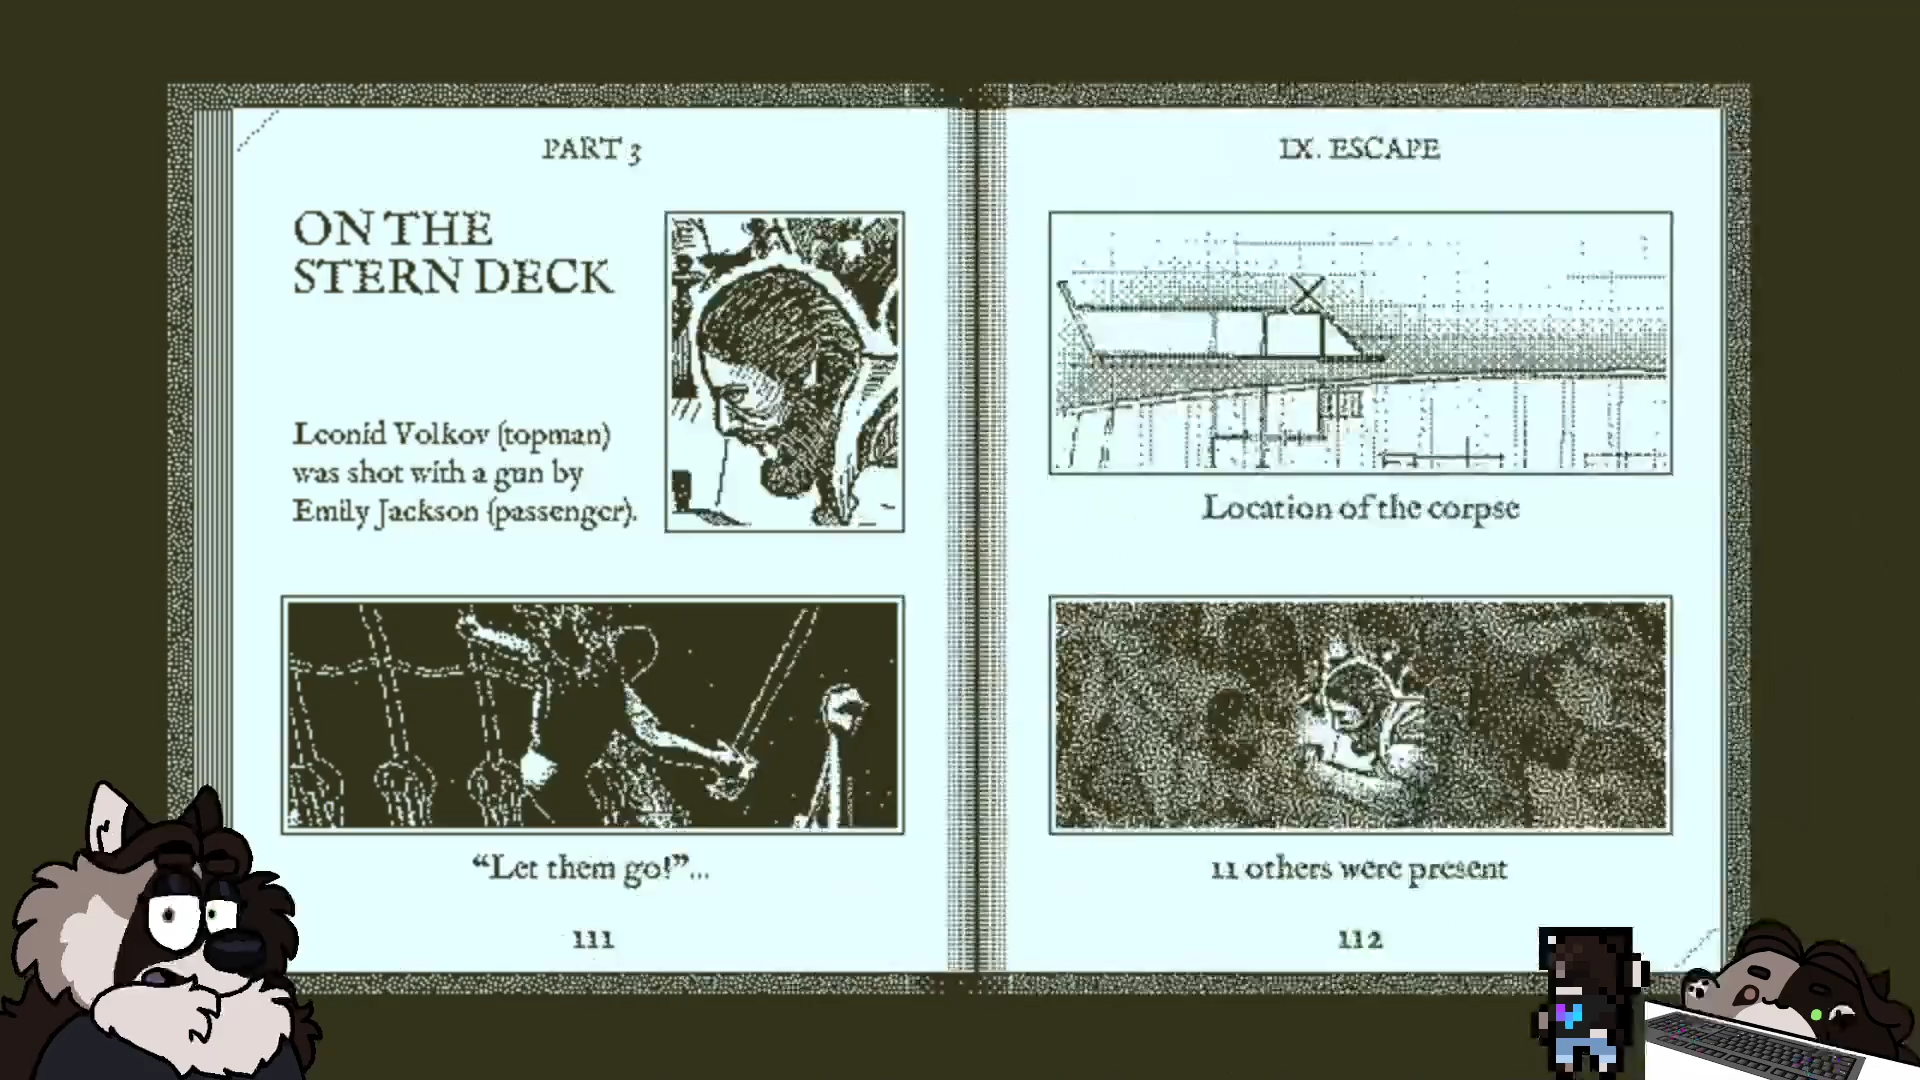 PART 3
ON THE
STERN DECK
Leonid Volkov (topman)
was shot with a gun by
Emily Jackson (passenger).
“Let them go!”...
111
IX. ESCAPE
Location of the corpse
11 others were present
112